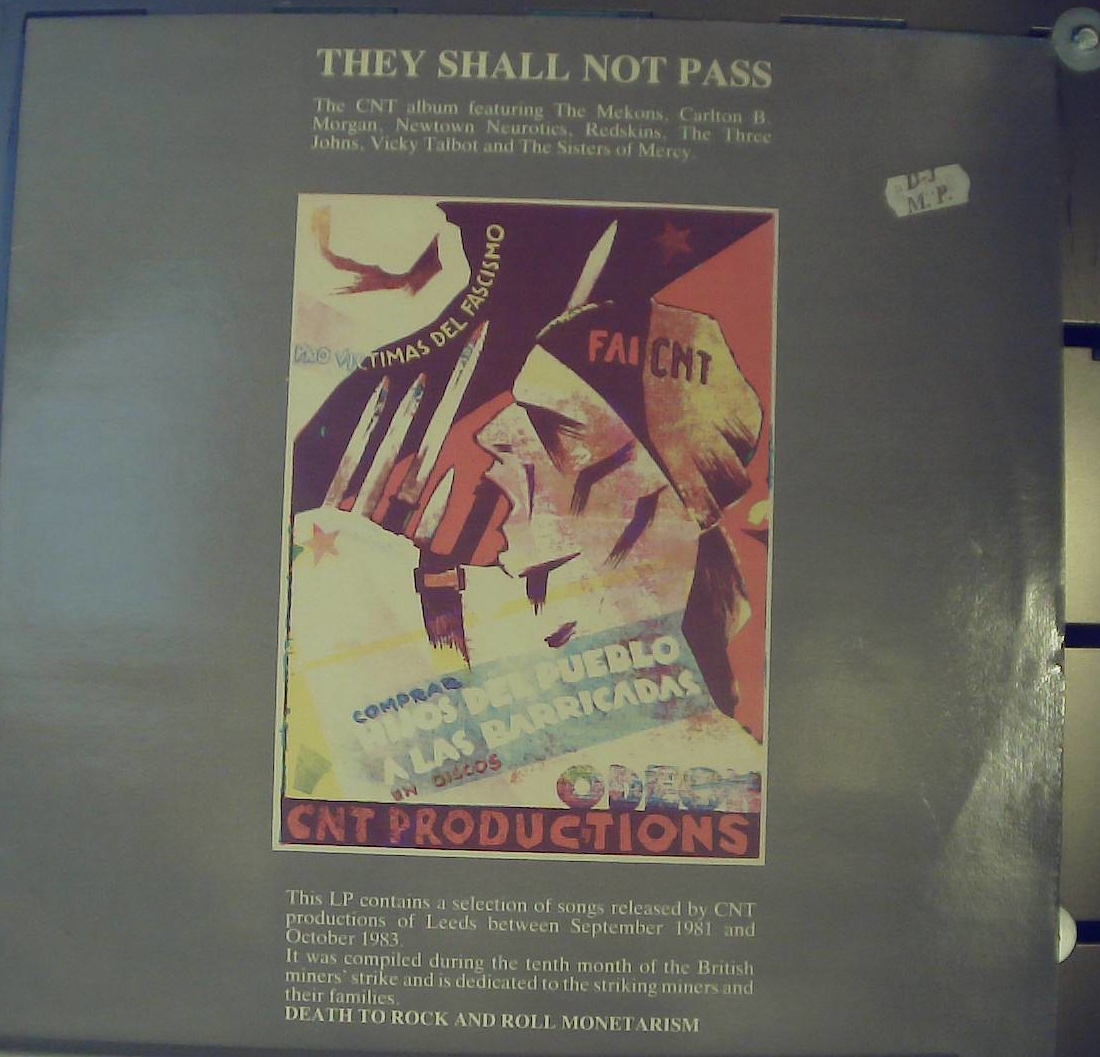 THEY SHALL NOT PASS
The CNT album featuring The Mekons, Carlton B.
Morgan, Newtown Neurotics, Redskins, The Three
Johns, Vicky Talbot and The Sisters of Mercy.
D-J
M. P.
PRO VICTIMAS DEL FASCISMO
FAI CNT
COMPRAR
HIMNOS DEL PUEBLO
A LAS BARRICADAS
EN DISCOS
ODEON
CNT PRODUCTIONS
This LP contains a selection of songs released by CNT
productions of Leeds between September 1981 and
October 1983.
It was compiled during the tenth month of the British
miners' strike and is dedicated to the striking miners and
their families.
DEATH TO ROCK AND ROLL MONETARISM